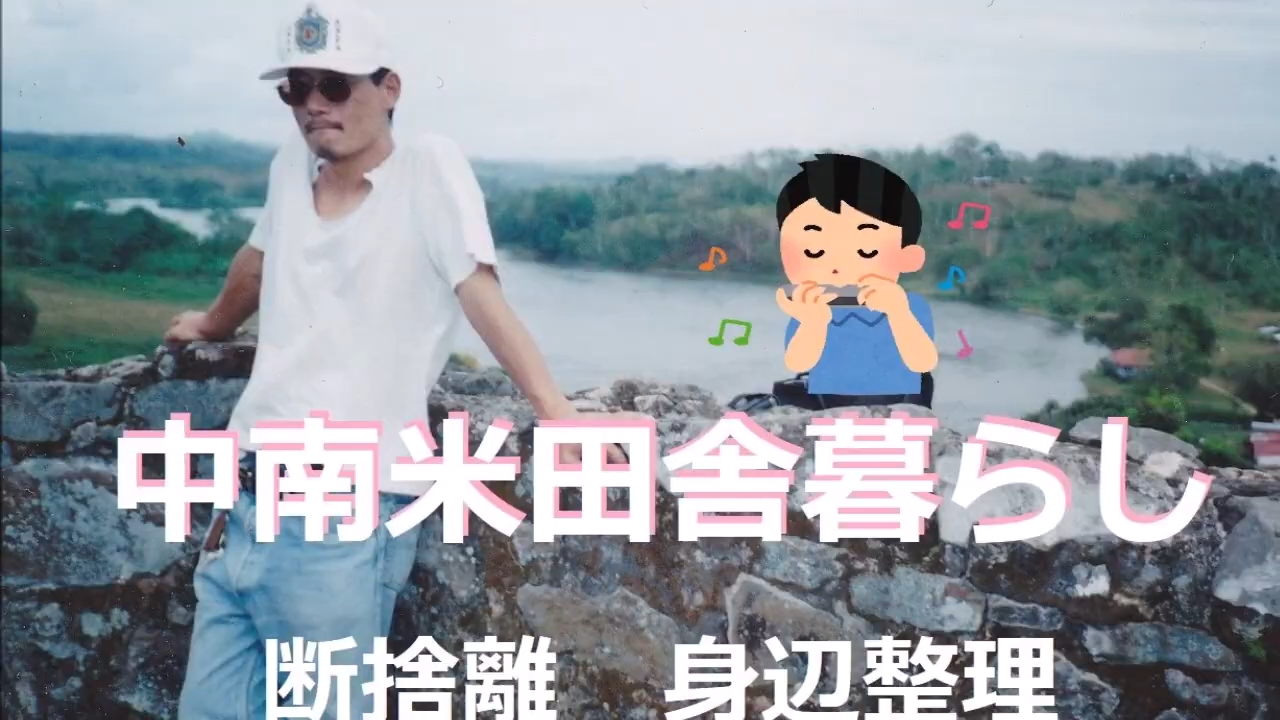 中南米田舎暮らし
断捨離　身辺整理